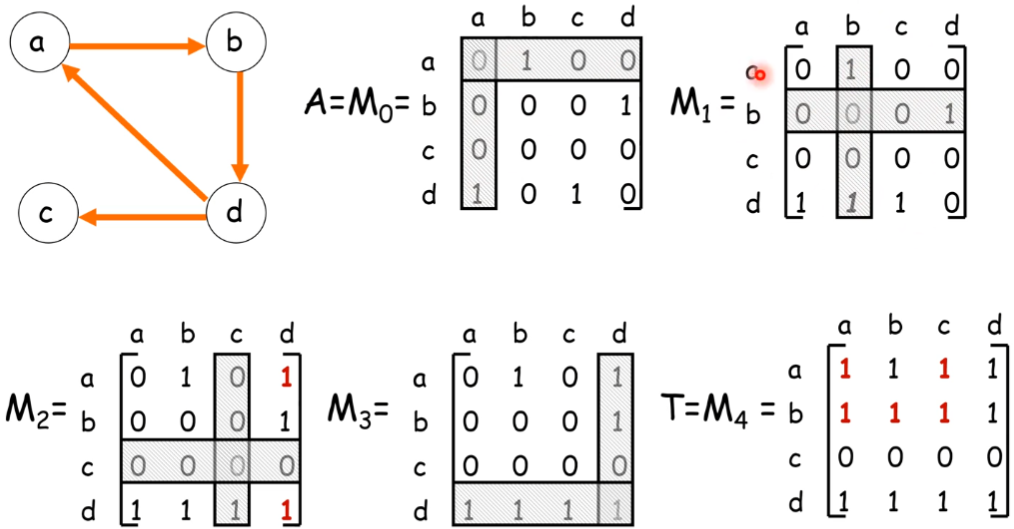 a b
c d
a b c d
a 0 1 0 0
A=M₀= b 0 0 0 1
c 0 0 0 0
d 1 0 1 0
a b c d
a 0 1 0 0
M₁ = b 0 0 0 1
c 0 0 0 0
d 1 1 1 0
a b c d
a 0 1 0 1
M₂= b 0 0 0 1
c 0 0 0 0
d 1 1 1 1
a b c d
a 0 1 0 1
M₃= b 0 0 0 1
c 0 0 0 0
d 1 1 1 1
a b c d
a 1 1 1 1
T=M₄ = b 1 1 1 1
c 0 0 0 0
d 1 1 1 1